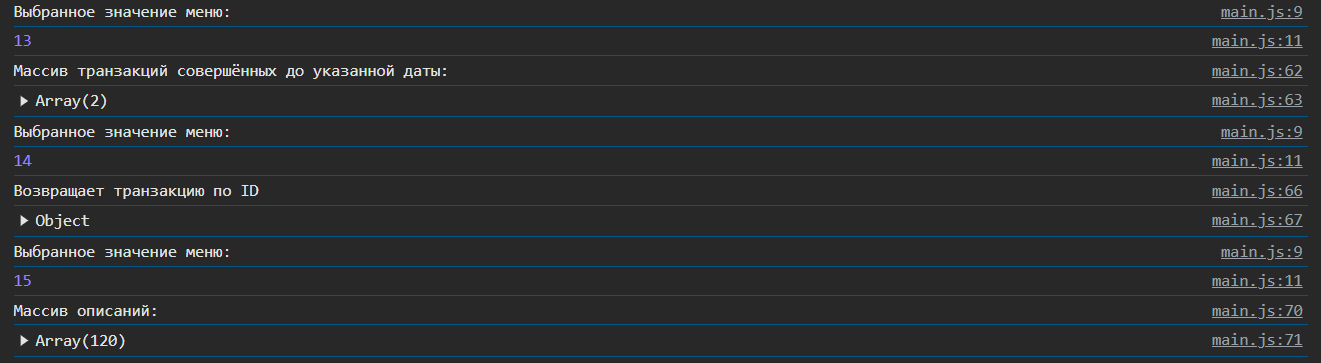 Выбранное значение меню: main.js:9
13 main.js:11
Массив транзакций совершённых до указанной даты: main.js:62
▶ Array(2) main.js:63
Выбранное значение меню: main.js:9
14 main.js:11
Возвращает транзакцию по ID main.js:66
▶ Object main.js:67
Выбранное значение меню: main.js:9
15 main.js:11
Массив описаний: main.js:70
▶ Array(120) main.js:71